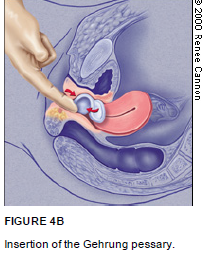 © 2000 Renee Cannon
FIGURE 4B
Insertion of the Gehrung pessary.